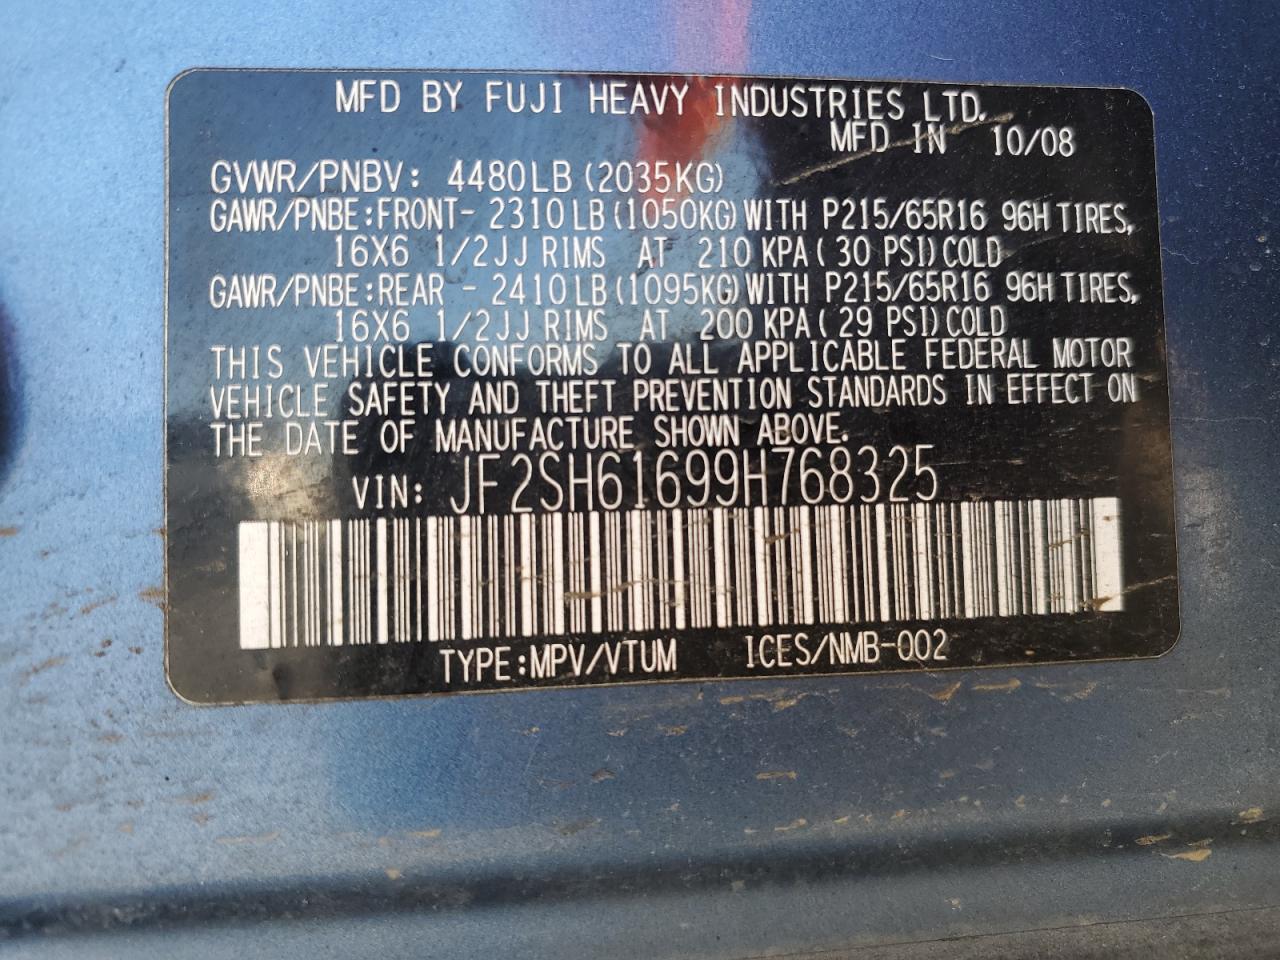 MFD BY FUJI HEAVY INDUSTRIES LTD.
MFD IN 10/08
GVWR/PNBV: 4480LB(2035KG)
GAWR/PNBE:FRONT- 2310LB(1050KG)WITH P215/65R16 96H TIRES,
16X6 1/2JJ RIMS AT 210 KPA( 30 PSI)COLD
GAWR/PNBE:REAR - 2410LB(1095KG)WITH P215/65R16 96H TIRES,
16X6 1/2JJ RIMS AT 200 KPA( 29 PSI)COLD
THIS VEHICLE CONFORMS TO ALL APPLICABLE FEDERAL MOTOR
VEHICLE SAFETY AND THEFT PREVENTION STANDARDS IN EFFECT ON
THE DATE OF MANUFACTURE SHOWN ABOVE.
VIN: JF2SH61699H768325
TYPE:MPV/VTUM ICES/NMB-002